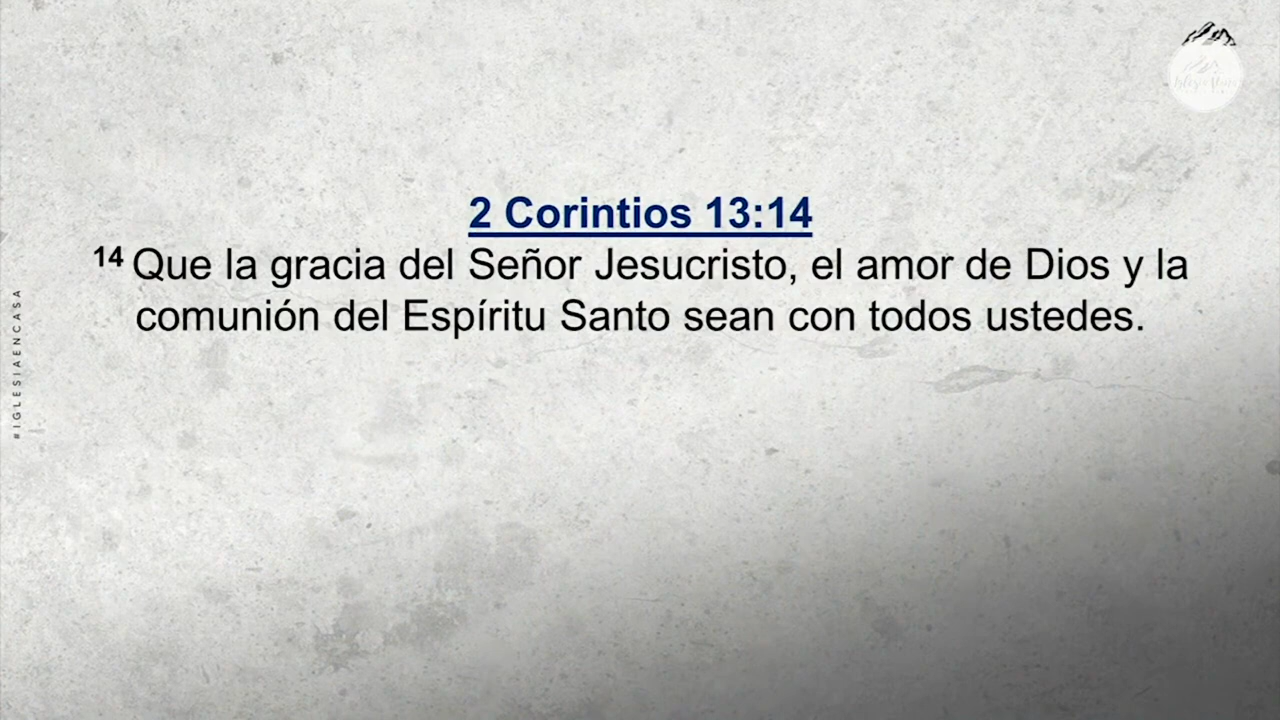 2 Corintios 13:14
14 Que la gracia del Señor Jesucristo, el amor de Dios y la
comunión del Espíritu Santo sean con todos ustedes.
#IGLESIAENCASA